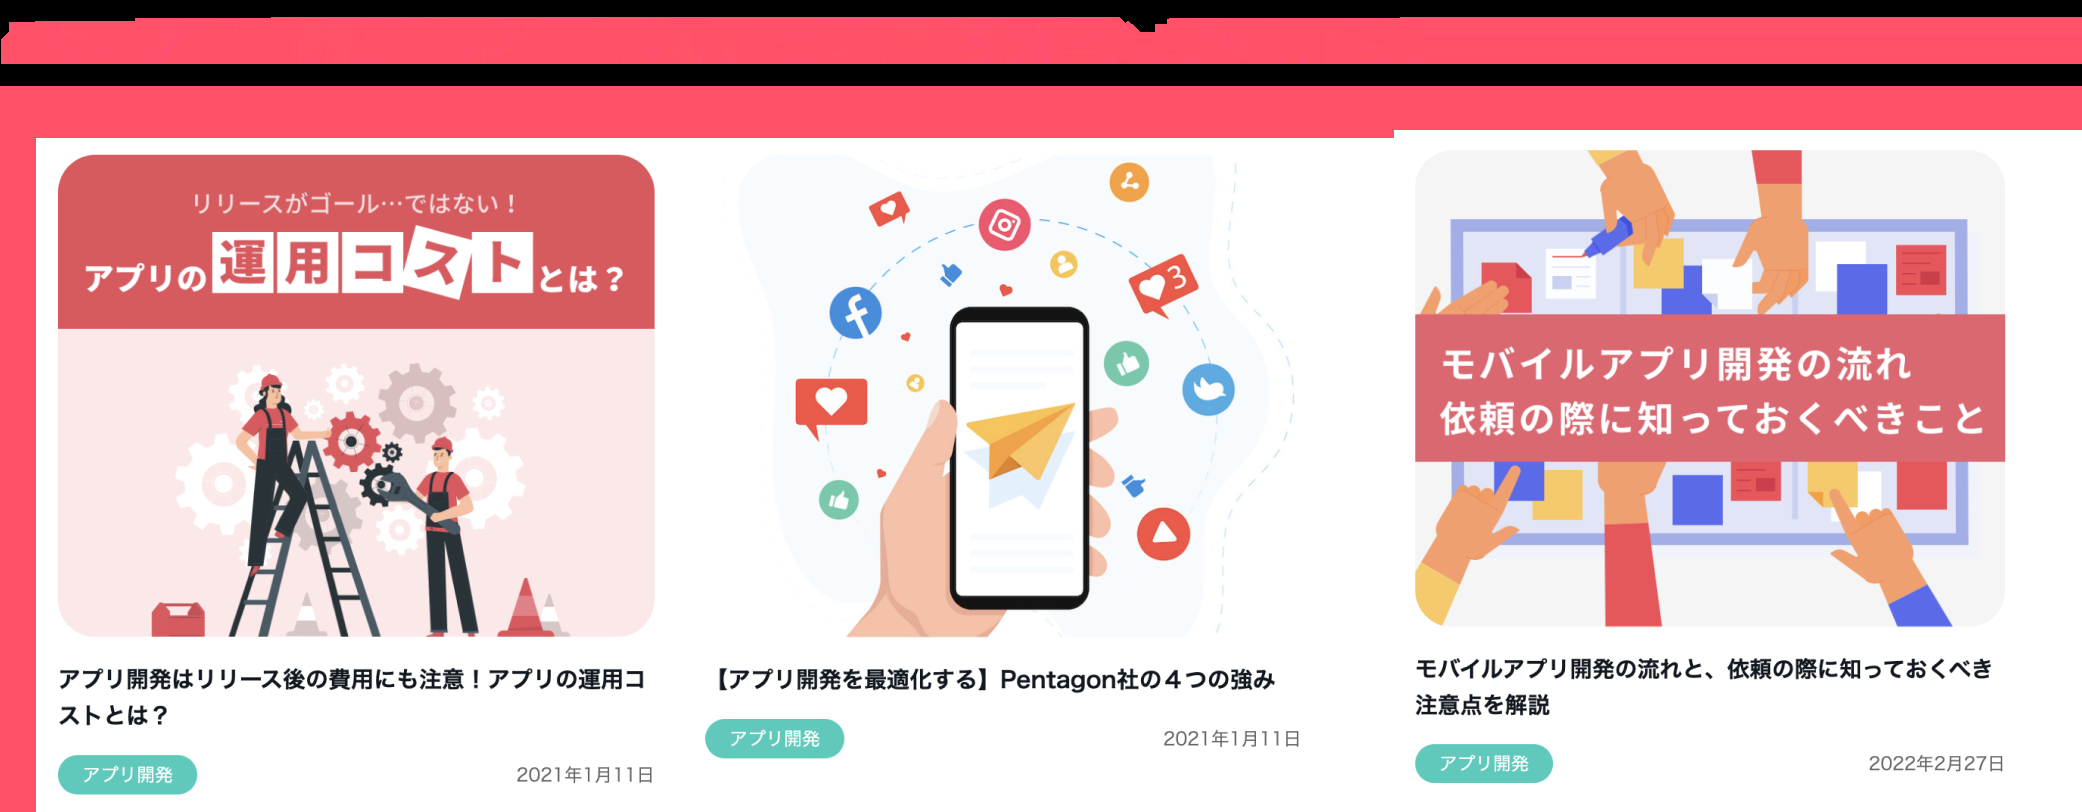 リリースがゴール…ではない！
アプリの運用コストとは？
アプリ開発はリリース後の費用にも注意！アプリの運用コ
ストとは？
アプリ開発
2021年1月11日
3
【アプリ開発を最適化する】Pentagon社の４つの強み
アプリ開発
2021年1月11日
モバイルアプリ開発の流れ
依頼の際に知っておくべきこと
モバイルアプリ開発の流れと、依頼の際に知っておくべき
注意点を解説
アプリ開発
2022年2月27日